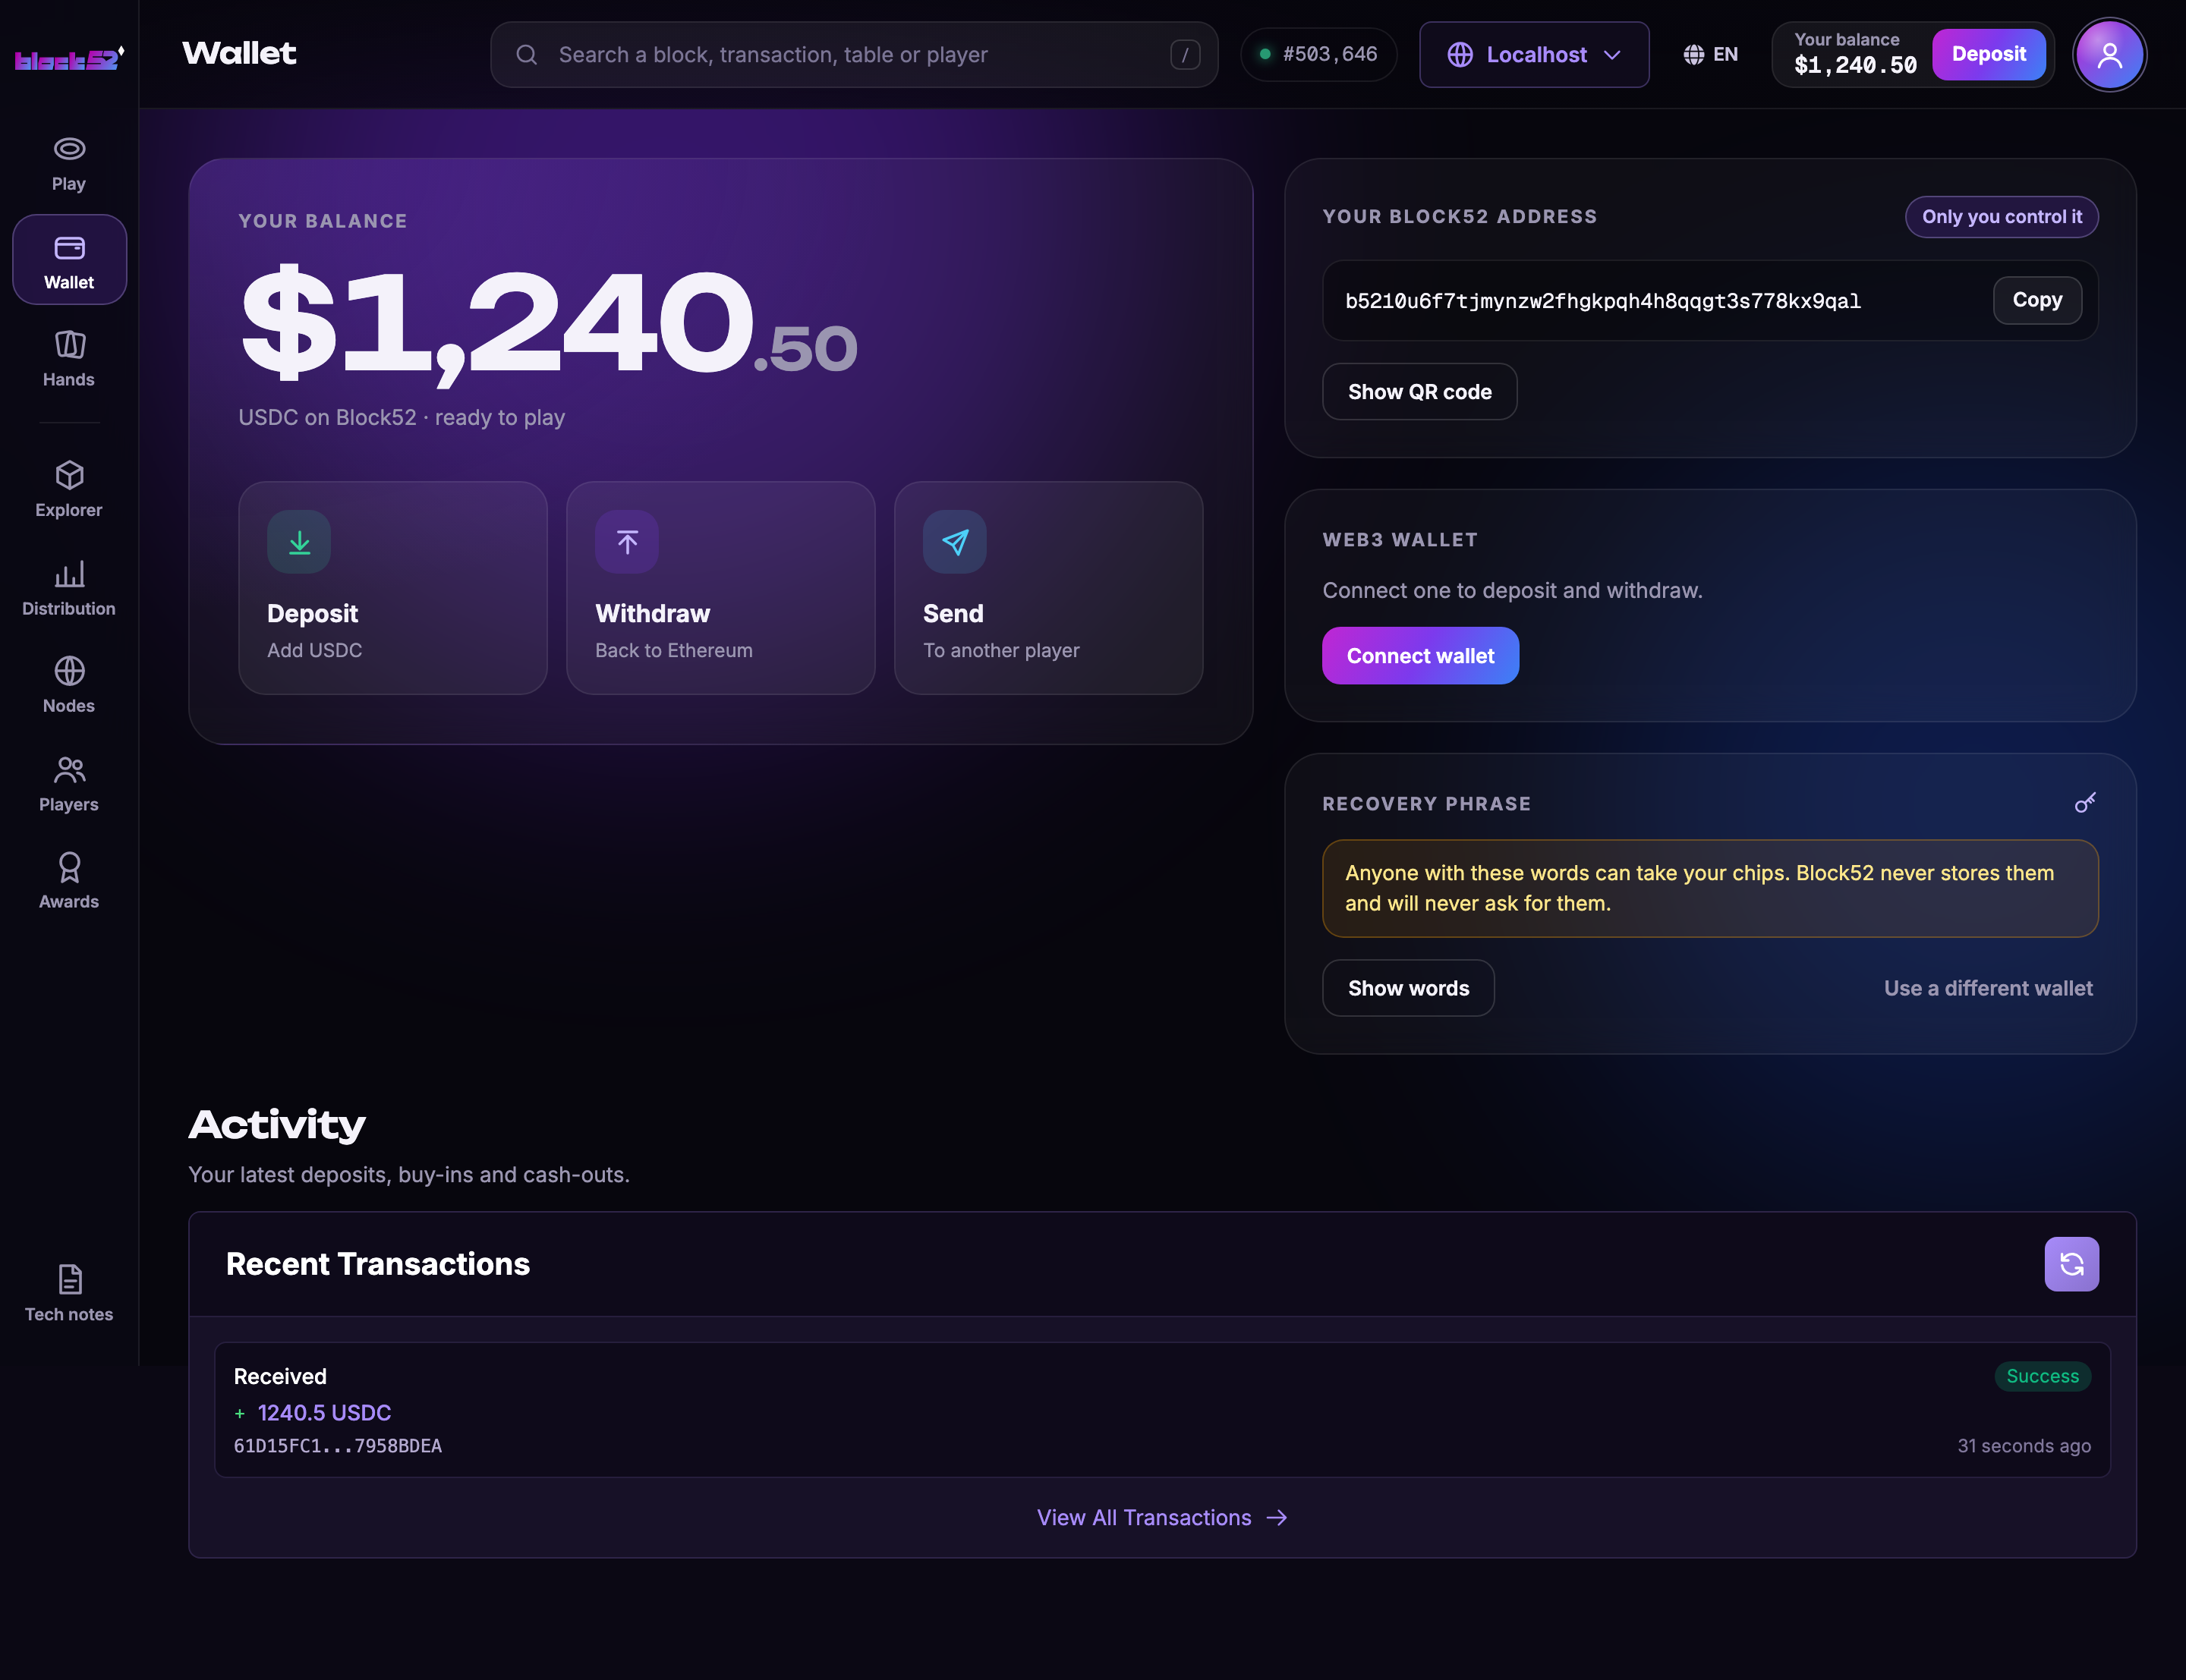 block52
Wallet
Search a block, transaction, table or player
/
#503,646
Localhost
EN
Your balance
$1,240.50
Deposit
Play
Wallet
Hands
Explorer
Distribution
Nodes
Players
Awards
Tech notes
YOUR BALANCE
$1,240.50
USDC on Block52 · ready to play
Deposit
Add USDC
Withdraw
Back to Ethereum
Send
To another player
YOUR BLOCK52 ADDRESS
Only you control it
b5210u6f7tjmynzw2fhgkpqh4h8qqgt3s778kx9qal
Copy
Show QR code
WEB3 WALLET
Connect one to deposit and withdraw.
Connect wallet
RECOVERY PHRASE
Anyone with these words can take your chips. Block52 never stores them
and will never ask for them.
Show words
Use a different wallet
Activity
Your latest deposits, buy-ins and cash-outs.
Recent Transactions
Received
Success
+ 1240.5 USDC
61D15FC1...7958BDEA
31 seconds ago
View All Transactions →